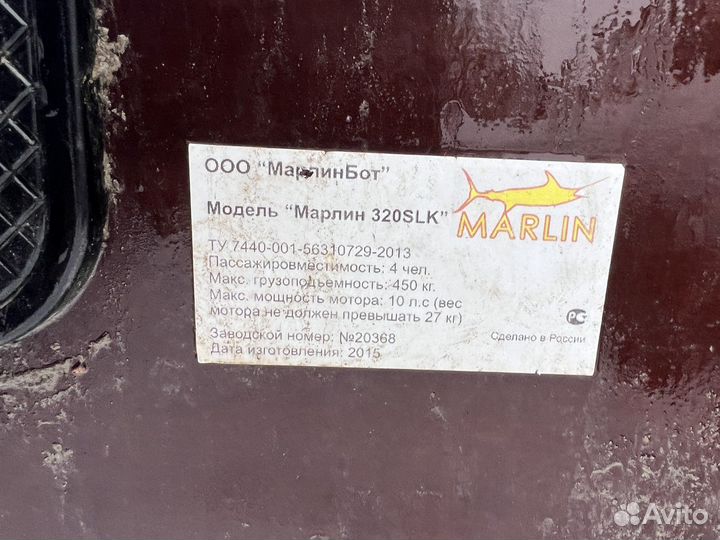 ООО "МарлинБот"
Модель "Марлин 320SLK"
MARLIN
ТУ 7440-001-56310729-2013
Пассажировместимость: 4 чел.
Макс. грузоподъемность: 450 кг.
Макс. мощность мотора: 10 л.с (вес
мотора не должен превышать 27 кг)
Заводской номер: №20368
Дата изготовления: 2015
РС
Сделано в России
Avito